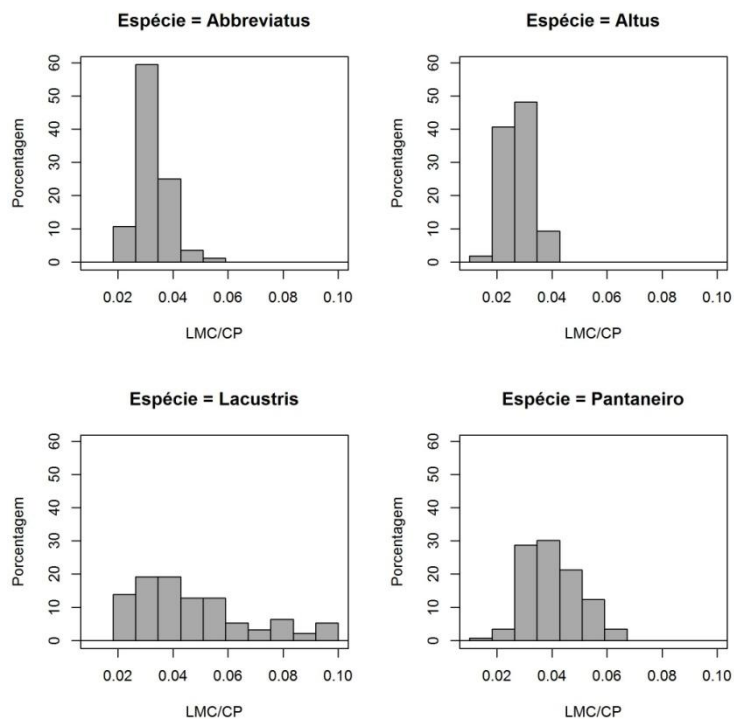 Espécie = Abbreviatus
Porcentagem
60
50
40
30
20
10
0
0.02 0.04 0.06 0.08 0.10
LMC/CP
Espécie = Altus
Porcentagem
60
50
40
30
20
10
0
0.02 0.04 0.06 0.08 0.10
LMC/CP
Espécie = Lacustris
Porcentagem
60
50
40
30
20
10
0
0.02 0.04 0.06 0.08 0.10
LMC/CP
Espécie = Pantaneiro
Porcentagem
60
50
40
30
20
10
0
0.02 0.04 0.06 0.08 0.10
LMC/CP